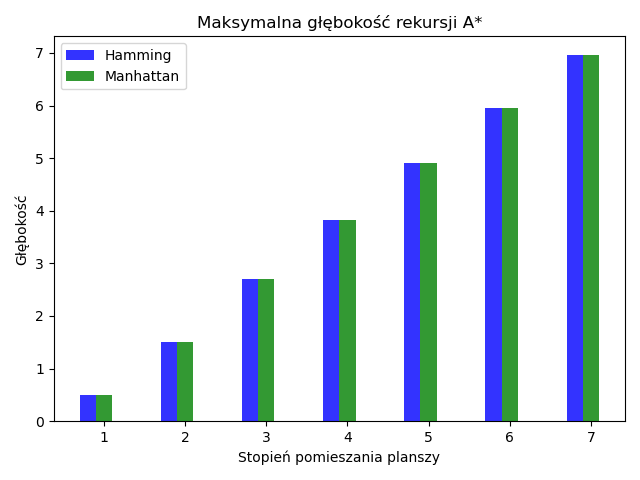 Maksymalna głębokość rekursji A*
Hamming
Manhattan
Głębokość
7
6
5
4
3
2
1
0
1 2 3 4 5 6 7
Stopień pomieszania planszy